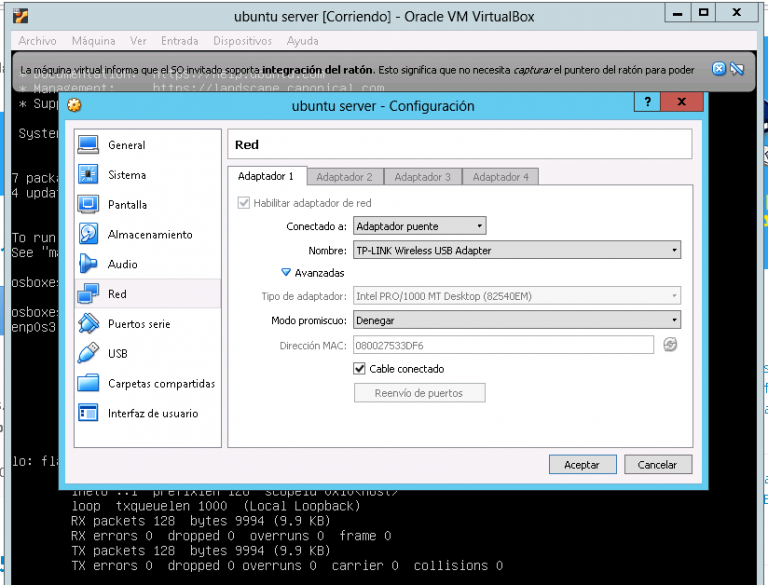 ubuntu server [Corriendo] - Oracle VM VirtualBox
Archivo Máquina Ver Entrada Dispositivos Ayuda
La máquina virtual informa que el SO invitado soporta integración del ratón. Esto significa que no necesita capturar el puntero del ratón para poder
* Documentation: https://help.ubuntu.com
* Management: https://landscape.canonical.com
* Sup
ubuntu server - Configuración
Syste
7 pack
4 upda
To run
See "m
osboxes
osboxes
enp0s3
General
Sistema
Pantalla
Almacenamiento
Audio
Red
Puertos serie
USB
Carpetas compartidas
Interfaz de usuario
Red
Adaptador 1 Adaptador 2 Adaptador 3 Adaptador 4
Habilitar adaptador de red
Conectado a: Adaptador puente
Nombre: TP-LINK Wireless USB Adapter
Avanzadas
Tipo de adaptador: Intel PRO/1000 MT Desktop (82540EM)
Modo promiscuo: Denegar
Dirección MAC: 080027533DF6
Cable conectado
Reenvío de puertos
Aceptar Cancelar
lo: fla
inet6 ::1 prefixlen 128 scopeid 0x10<host>
loop txqueuelen 1000 (Local Loopback)
RX packets 128 bytes 9994 (9.9 KB)
RX errors 0 dropped 0 overruns 0 frame 0
TX packets 128 bytes 9994 (9.9 KB)
TX errors 0 dropped 0 overruns 0 carrier 0 collisions 0